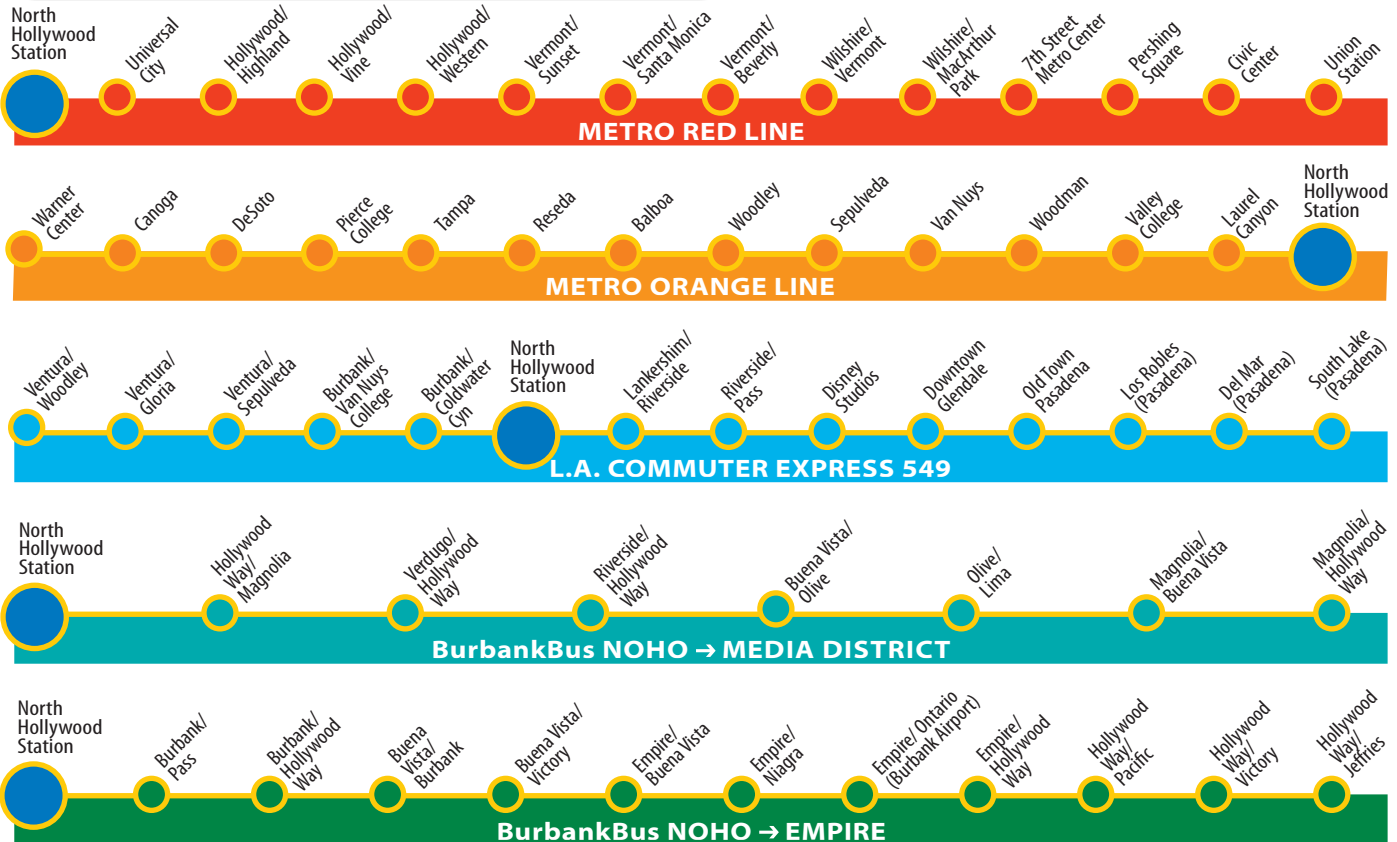 North
Hollywood
Station
Universal
City
Hollywood/
Highland
Hollywood/
Vine
Hollywood/
Western
Vermont/
Sunset
Vermont/
Santa Monica
Vermont/
Beverly
Wilshire/
Vermont
Wilshire/
MacArthur
Park
7th Street
Metro Center
Pershing
Square
Civic
Center
Union
Station
METRO RED LINE
Warner
Center
Canoga
DeSoto
Pierce
College
Tampa
Reseda
Balboa
Woodley
Sepulveda
Van Nuys
Woodman
Valley
College
Laurel
Canyon
North
Hollywood
Station
METRO ORANGE LINE
Ventura/
Woodley
Ventura/
Gloria
Ventura/
Sepulveda
Burbank/
Van Nuys
College
Burbank/
Coldwater
Cyn
North
Hollywood
Station
Lankershim/
Riverside
Riverside/
Pass
Disney
Studios
Downtown
Glendale
Old Town
Pasadena
Los Robles
(Pasadena)
Del Mar
(Pasadena)
South Lake
(Pasadena)
L.A. COMMUTER EXPRESS 549
North
Hollywood
Station
Hollywood
Way/
Magnolia
Verdugo/
Hollywood
Way
Riverside/
Hollywood
Way
Buena Vista/
Olive
Olive/
Lima
Magnolia/
Buena Vista
Magnolia/
Hollywood
Way
BurbankBus NOHO → MEDIA DISTRICT
North
Hollywood
Station
Burbank/
Pass
Burbank/
Hollywood
Way
Buena
Vista/
Burbank
Buena Vista/
Victory
Empire/
Buena Vista
Empire/
Nagra
Empire/ Ontario
(Burbank Airport)
Empire/
Hollywood
Way
Hollywood
Way/
Pacific
Hollywood
Way/
Victory
Hollywood
Way/
Jeffries
BurbankBus NOHO → EMPIRE